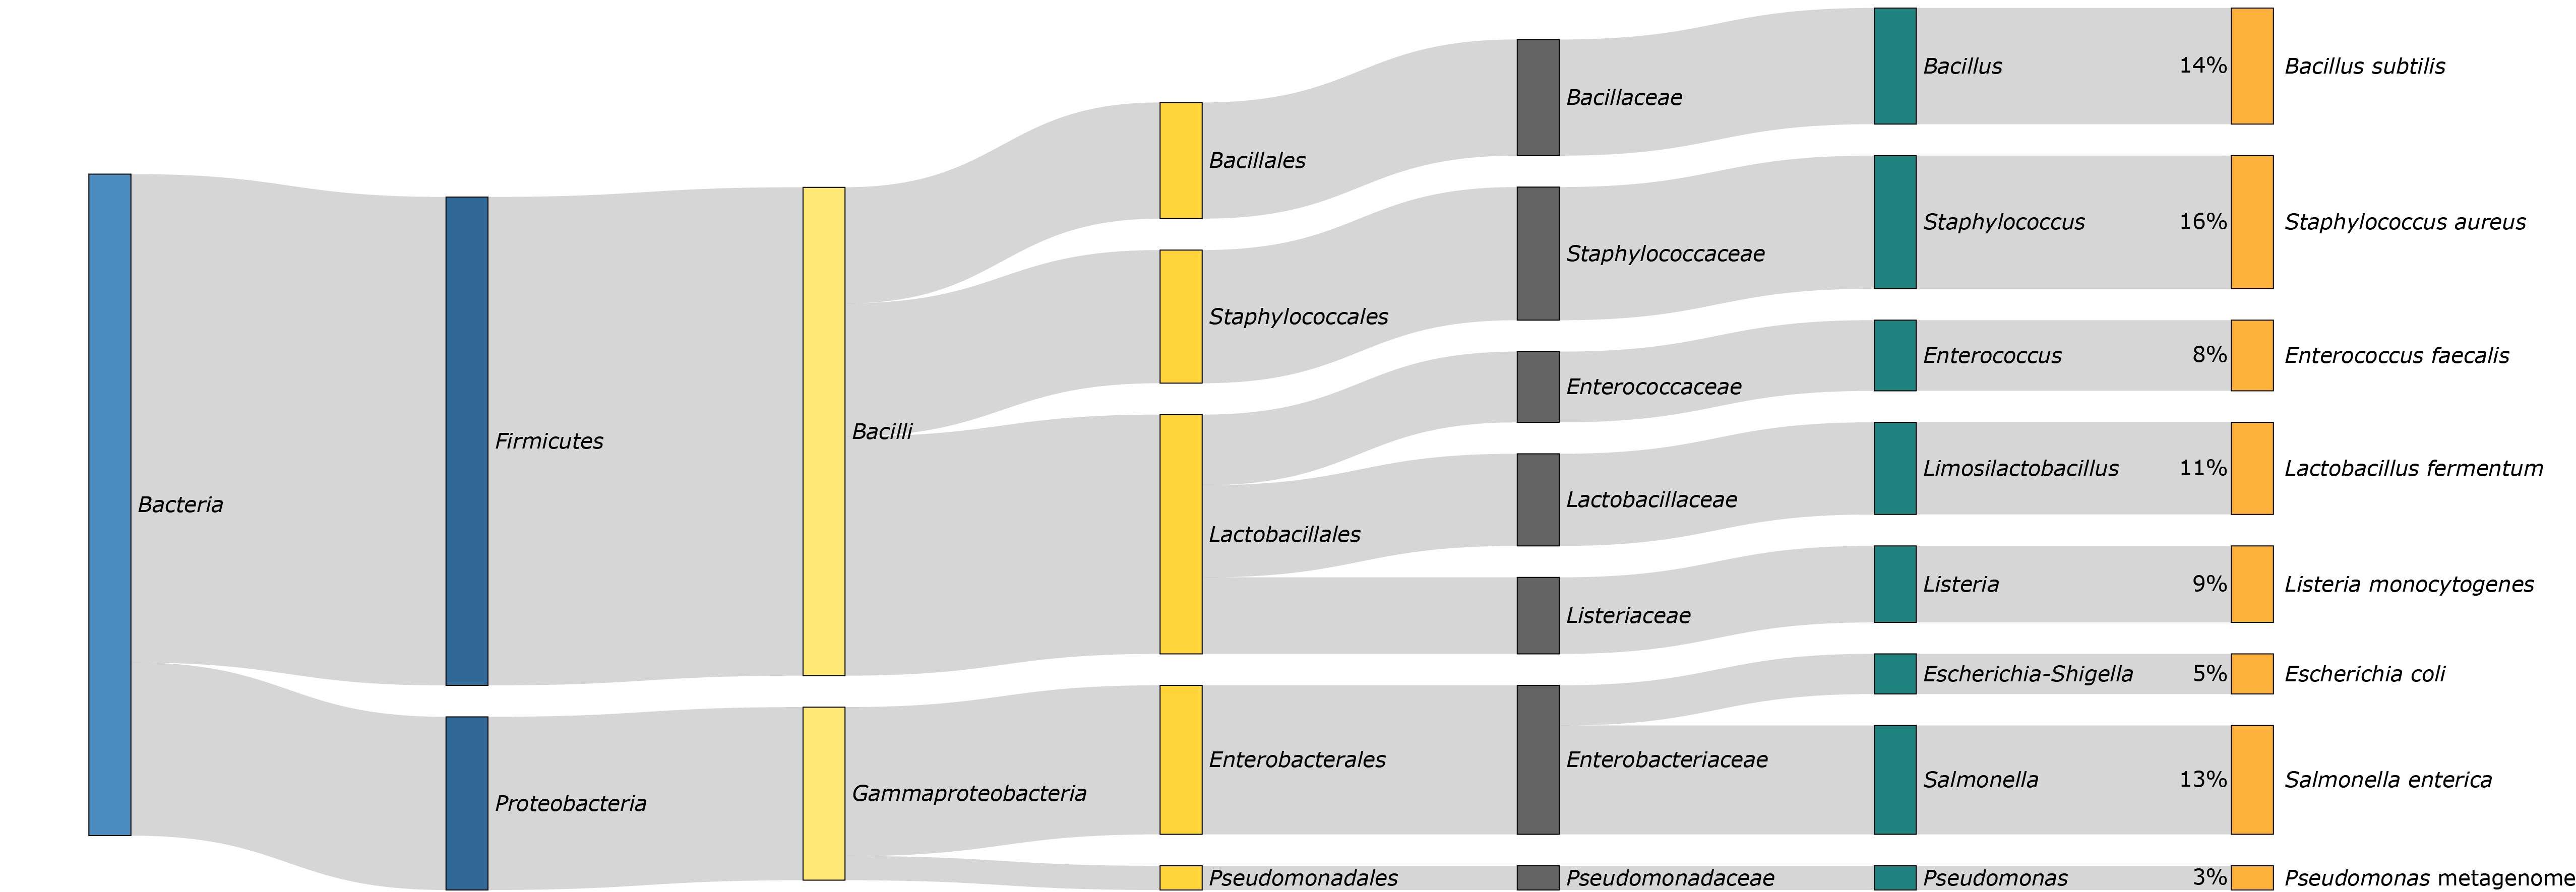 Bacteria
Firmicutes
Proteobacteria
Bacilli
Gammaproteobacteria
Bacillales
Staphylococcales
Lactobacillales
Enterobacterales
Pseudomonadales
Bacillaceae
Staphylococcaceae
Enterococcaceae
Lactobacillaceae
Listeriaceae
Enterobacteriaceae
Pseudomonadaceae
Bacillus 14% Bacillus subtilis
Staphylococcus 16% Staphylococcus aureus
Enterococcus 8% Enterococcus faecalis
Limosilactobacillus 11% Lactobacillus fermentum
Listeria 9% Listeria monocytogenes
Escherichia-Shigella 5% Escherichia coli
Salmonella 13% Salmonella enterica
Pseudomonas 3% Pseudomonas metagenome